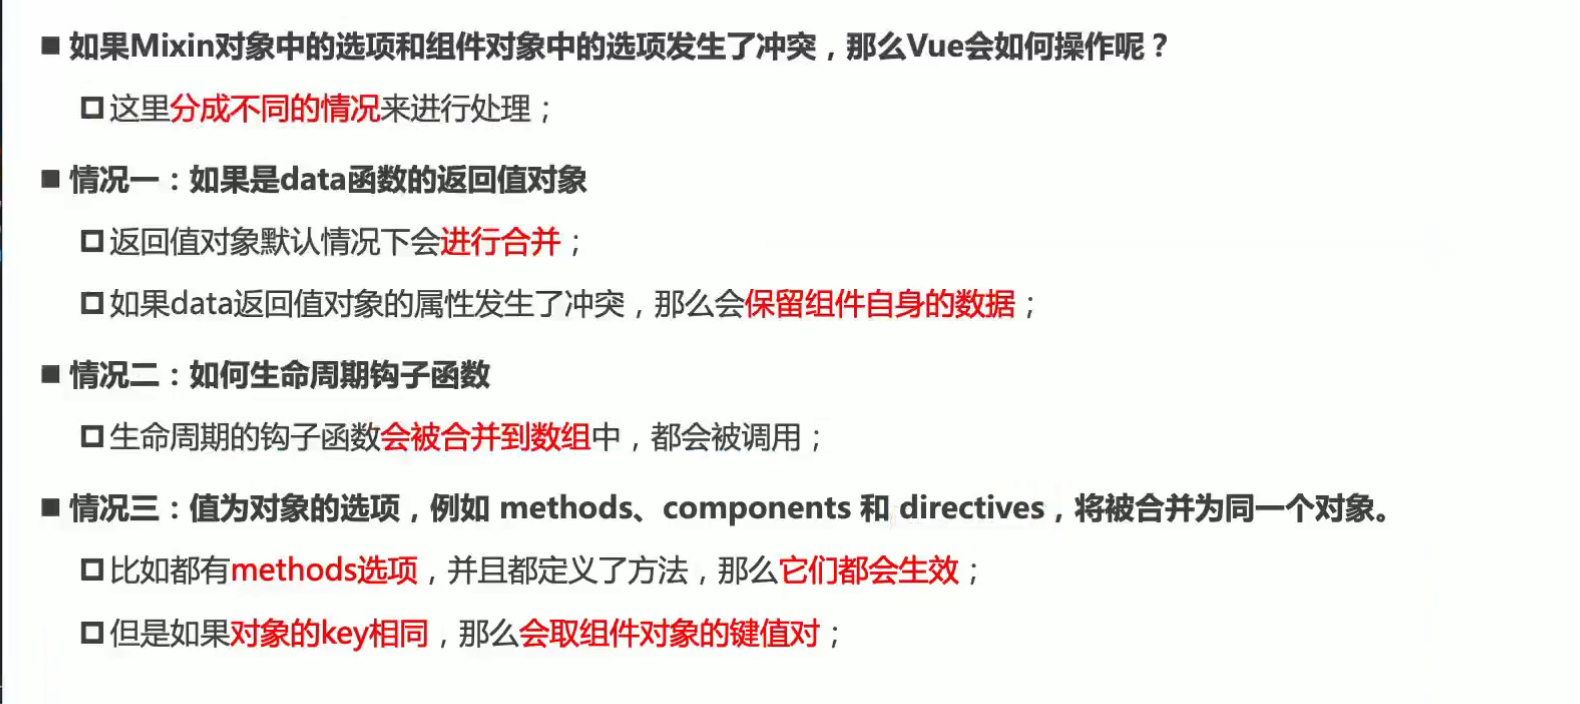 如果Mixin对象中的选项和组件对象中的选项发生了冲突，那么Vue会如何操作呢？
这里分成不同的情况来进行处理；
情况一：如果是data函数的返回值对象
返回值对象默认情况下会进行合并；
如果data返回值对象的属性发生了冲突，那么会保留组件自身的数据；
情况二：如何生命周期钩子函数
生命周期的钩子函数会被合并到数组中，都会被调用；
情况三：值为对象的选项，例如 methods、components 和 directives，将被合并为同一个对象。
比如都有methods选项，并且都定义了方法，那么它们都会生效；
但是如果对象的key相同，那么会取组件对象的键值对；